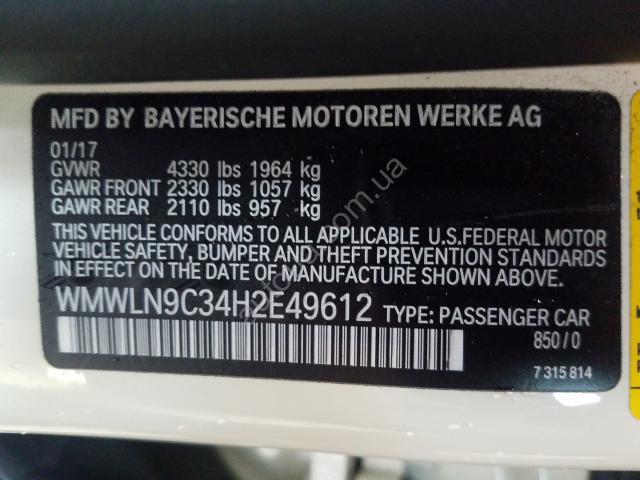 MFD BY BAYERISCHE MOTOREN WERKE AG
01/17
GVWR 4330 lbs 1964 kg
GAWR FRONT 2330 lbs 1057 kg
GAWR REAR 2110 lbs 957 kg
THIS VEHICLE CONFORMS TO ALL APPLICABLE U.S.FEDERAL MOTOR
VEHICLE SAFETY, BUMPER AND THEFT PREVENTION STANDARDS
IN EFFECT ON THE DATE OF MANUFACTURE SHOWN ABOVE.
WMWLN9C34H2E49612 TYPE: PASSENGER CAR
850/0
7 315 814